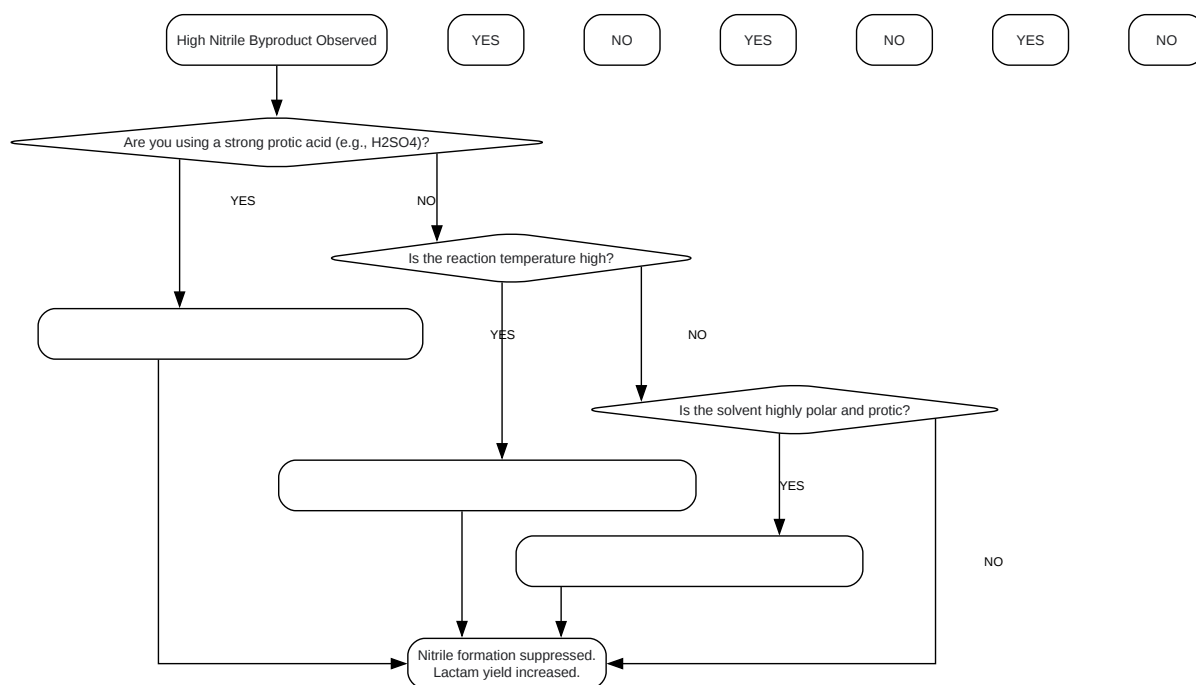 High Nitrile Byproduct Observed
YES
NO
YES
NO
YES
NO
Are you using a strong protic acid (e.g., H2SO4)?
YES
NO
Is the reaction temperature high?
YES
NO
Is the solvent highly polar and protic?
YES
NO
Nitrile formation suppressed.
Lactam yield increased.